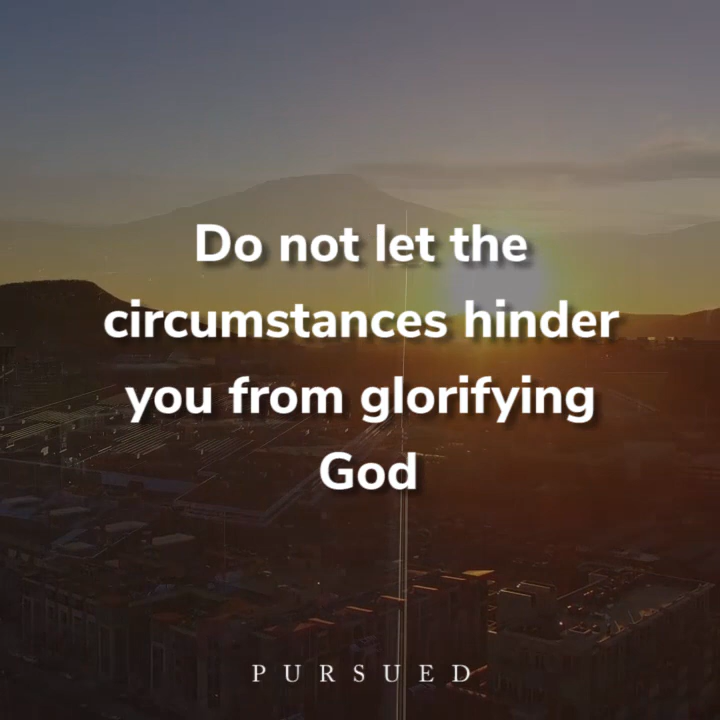 Do not let the
circumstances hinder
you from glorifying
God
PURSUED